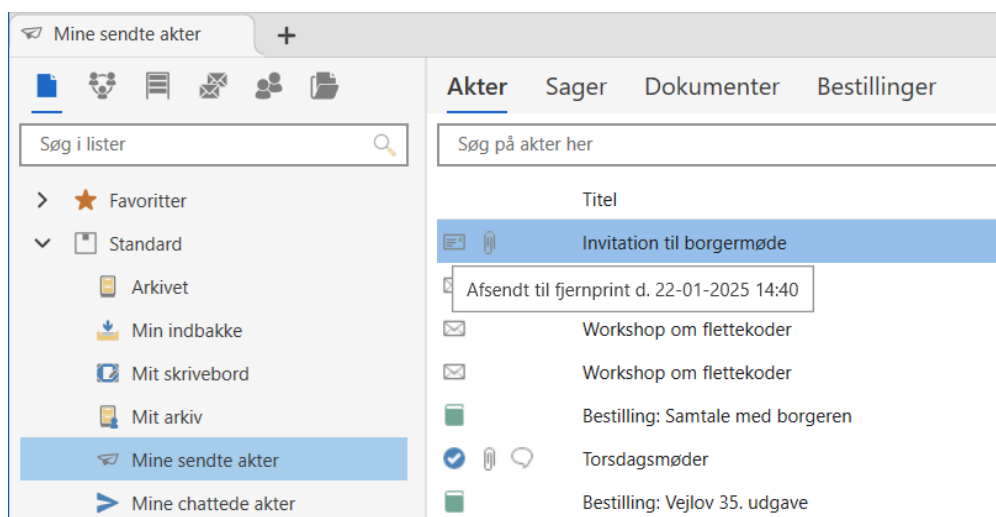 Mine sendte akter
Søg i lister
Favoritter
Standard
Arkivet
Min indbakke
Mit skrivebord
Mit arkiv
Mine sendte akter
Mine chattede akter
Akter Sager Dokumenter Bestillinger
Søg på akter her
Titel
Invitation til borgermøde
Afsendt til fjernprint d. 22-01-2025 14:40
Workshop om flettekoder
Workshop om flettekoder
Bestilling: Samtale med borgeren
Torsdagsmøder
Bestilling: Vejlov 35. udgave